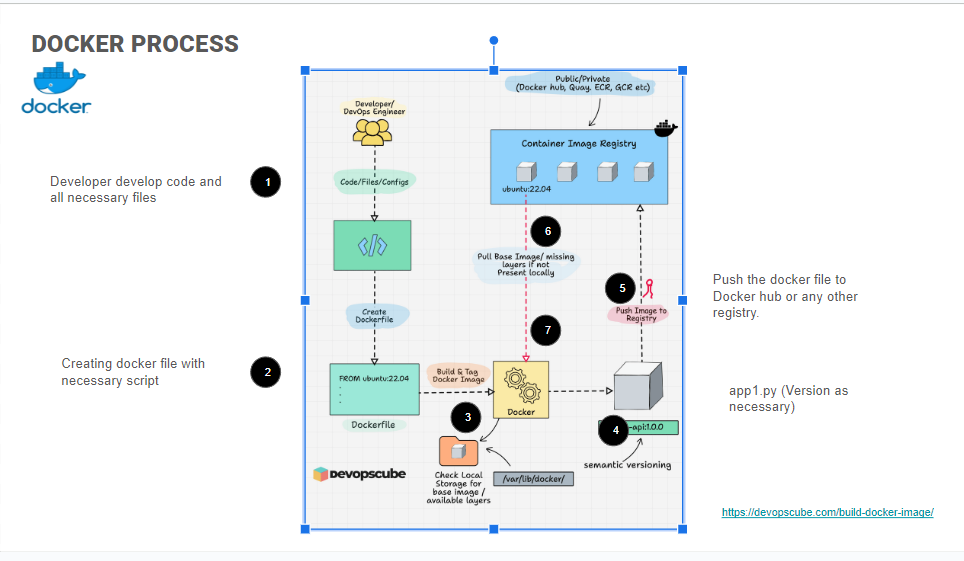 DOCKER PROCESS
docker
Developer develop code and
all necessary files
1
Creating docker file with
necessary script
2
Developer/
DevOps Engineer
Code/Files/Configs
</>
Create
Dockerfile
FROM ubuntu:22.04
.
.
.
Dockerfile
Build & Tag
Docker Image
3
Docker
Check Local
Storage for
base image /
available layers
/var/lib/docker/
DEVOPSCUBE
Public/Private
(Docker hub, Quay, ECR, GCR etc)
Container Image Registry
ubuntu:22.04
6
Pull Base Image/ missing
layers if not
Present locally
7
5
Push Image to
Registry
4
-api:1.0.0
semantic versioning
Push the docker file to
Docker hub or any other
registry.
app1.py (Version as
necessary)
https://devopscube.com/build-docker-image/